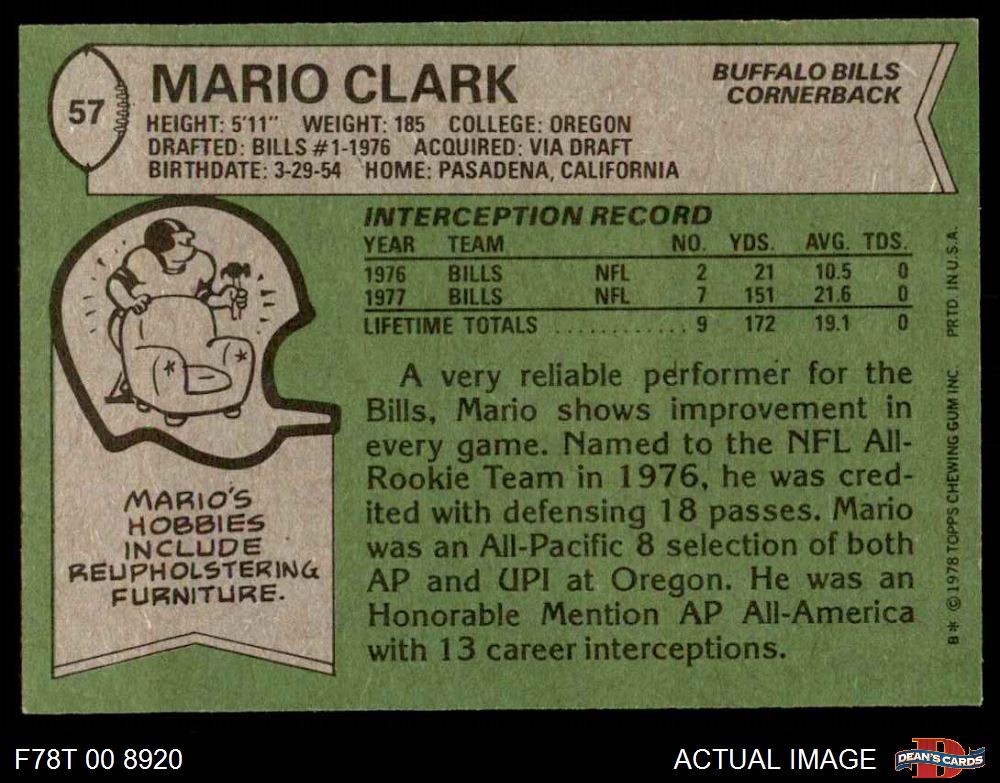 57
MARIO CLARK
BUFFALO BILLS
CORNERBACK
HEIGHT: 5'11" WEIGHT: 185 COLLEGE: OREGON
DRAFTED: BILLS #1-1976 ACQUIRED: VIA DRAFT
BIRTHDATE: 3-29-54 HOME: PASADENA, CALIFORNIA
INTERCEPTION RECORD
YEAR TEAM NO. YDS. AVG. TDS.
1976 BILLS NFL 2 21 10.5 0
1977 BILLS NFL 7 151 21.6 0
LIFETIME TOTALS ............ 9 172 19.1 0
A very reliable performer for the
Bills, Mario shows improvement in
every game. Named to the NFL All-
Rookie Team in 1976, he was cred-
ited with defensing 18 passes. Mario
was an All-Pacific 8 selection of both
AP and UPI at Oregon. He was an
Honorable Mention AP All-America
with 13 career interceptions.
MARIO'S
HOBBIES
INCLUDE
REUPHOLSTERING
FURNITURE.
B* © 1978 TOPPS CHEWING GUM INC. PRTD. IN U.S.A.
F78T 00 8920
ACTUAL IMAGE
DEAN'S CARDS